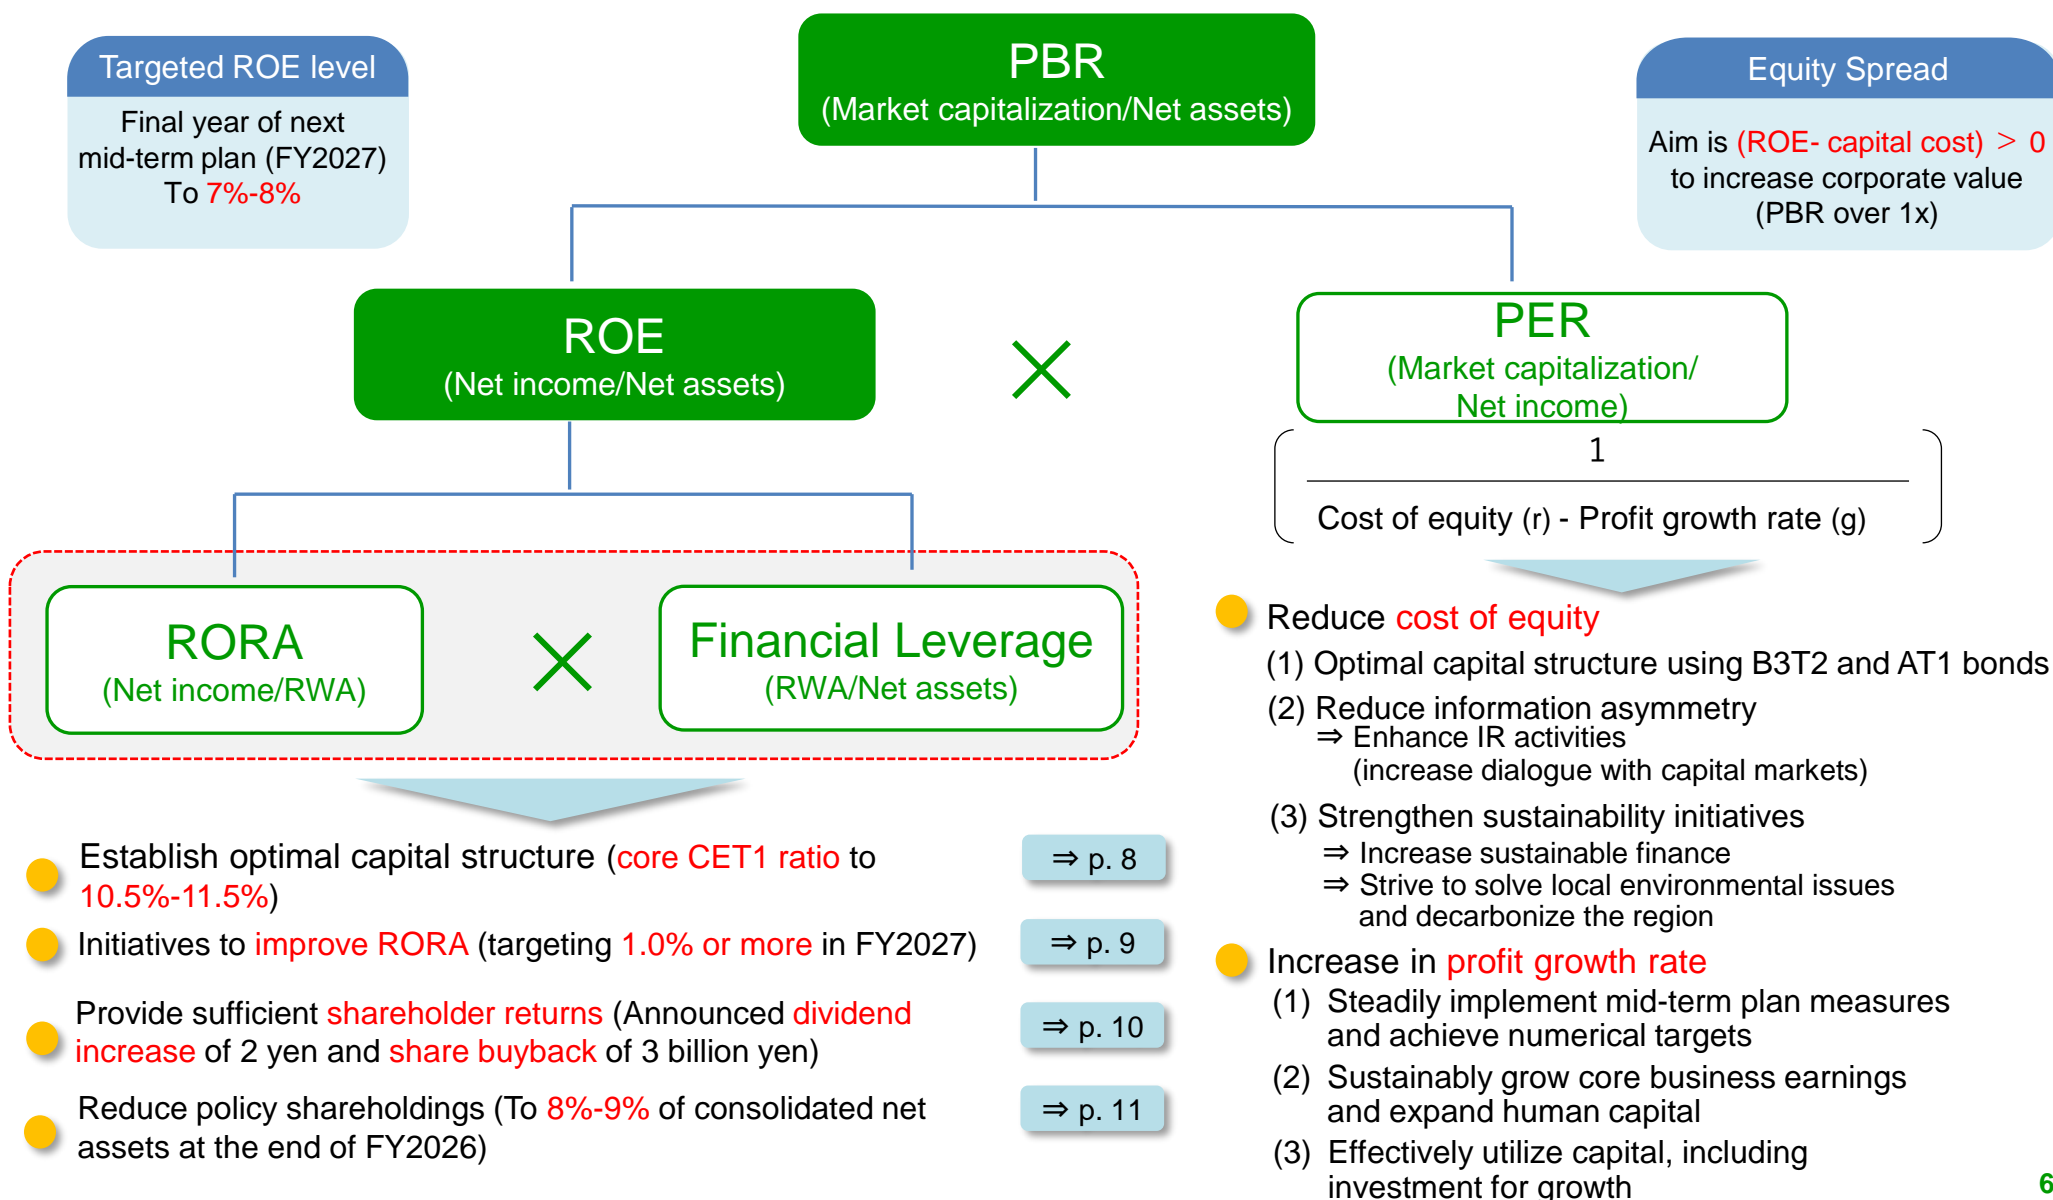 Targeted ROE level
Final year of next
mid-term plan (FY2027)
To 7%-8%
PBR
(Market capitalization/Net assets)
Equity Spread
Aim is (ROE- capital cost) > 0
to increase corporate value
(PBR over 1x)
ROE
(Net income/Net assets)
×
PER
(Market capitalization/
Net income)
1
Cost of equity (r) - Profit growth rate (g)
RORA
(Net income/RWA)
×
Financial Leverage
(RWA/Net assets)
Establish optimal capital structure (core CET1 ratio to
10.5%-11.5%)
⇒ p. 8
Initiatives to improve RORA (targeting 1.0% or more in FY2027)
⇒ p. 9
Provide sufficient shareholder returns (Announced dividend
increase of 2 yen and share buyback of 3 billion yen)
⇒ p. 10
Reduce policy shareholdings (To 8%-9% of consolidated net
assets at the end of FY2026)
⇒ p. 11
Reduce cost of equity
(1) Optimal capital structure using B3T2 and AT1 bonds
(2) Reduce information asymmetry
⇒ Enhance IR activities
(increase dialogue with capital markets)
(3) Strengthen sustainability initiatives
⇒ Increase sustainable finance
⇒ Strive to solve local environmental issues
and decarbonize the region
Increase in profit growth rate
(1) Steadily implement mid-term plan measures
and achieve numerical targets
(2) Sustainably grow core business earnings
and expand human capital
(3) Effectively utilize capital, including
investment for growth
6